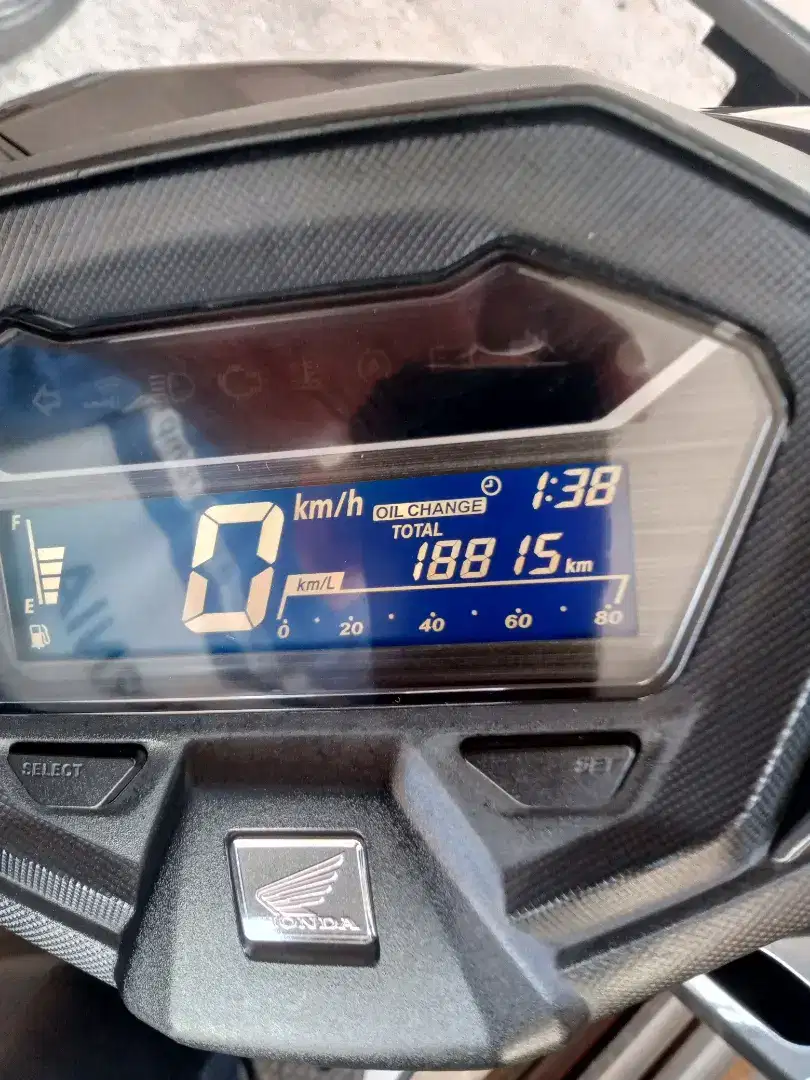 F
km/h
OIL CHANGE
1:38
TOTAL
18815 km
0
E
km/L
0 20 40 60 80
SELECT
SET
HONDA